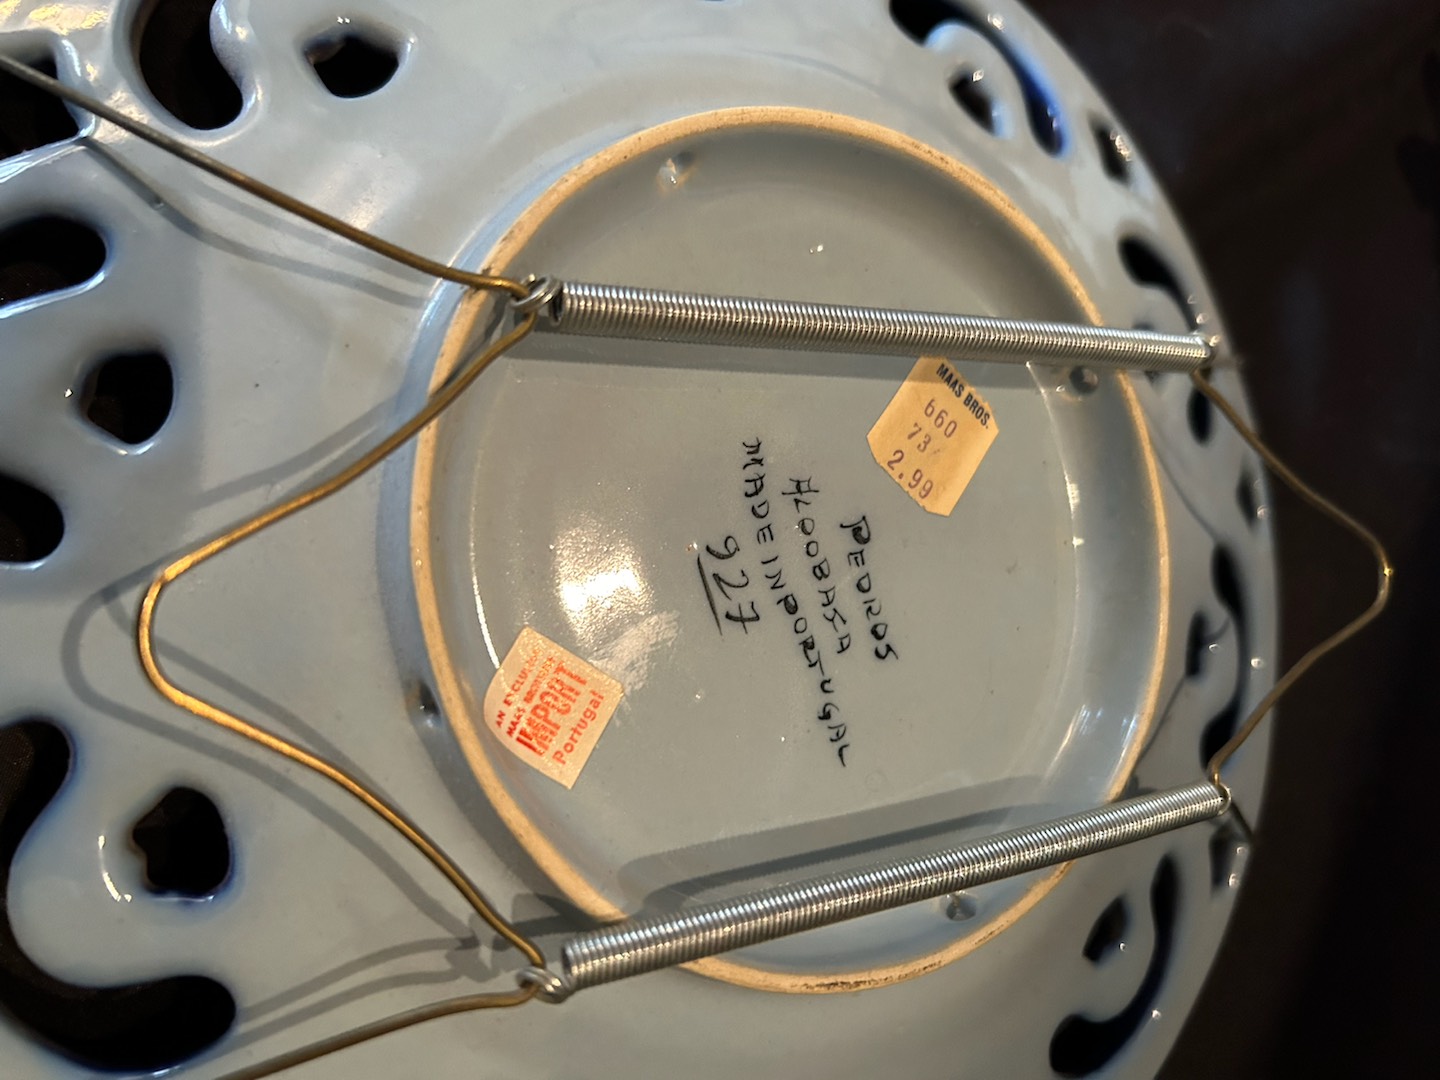 MAAS BROS.
660
73
2.99
PEDROS
ALCOBAÇA
MADE IN PORTUGAL
927
AN EXCLUSIVE
MAAS BROTHERS
IMPORT
Portugal